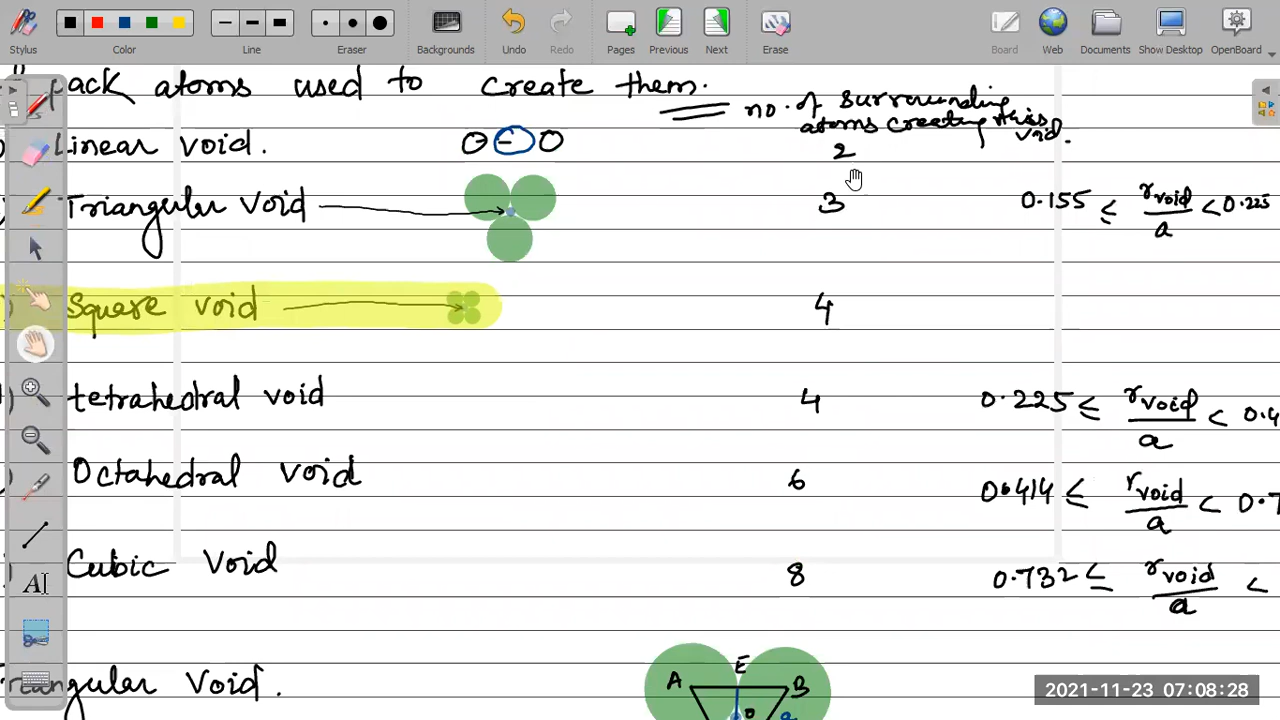 Stylus Color Line Eraser Backgrounds Undo Redo Pages Previous Next Erase Board Web Documents Show Desktop OpenBoard
pack atoms used to create them.
no. of surrounding
atoms creating this
void.
Linear void. 2
Triangular void 3 0.155 ≤ r_void/a < 0.225
Square void 4
tetrahedral void 4 0.225 ≤ r_void/a < 0.4
Octahedral void 6 0.414 ≤ r_void/a < 0.7
Cubic Void 8 0.732 ≤ r_void/a <
Triangular Void.
A E B
o a
2021-11-23 07:08:28